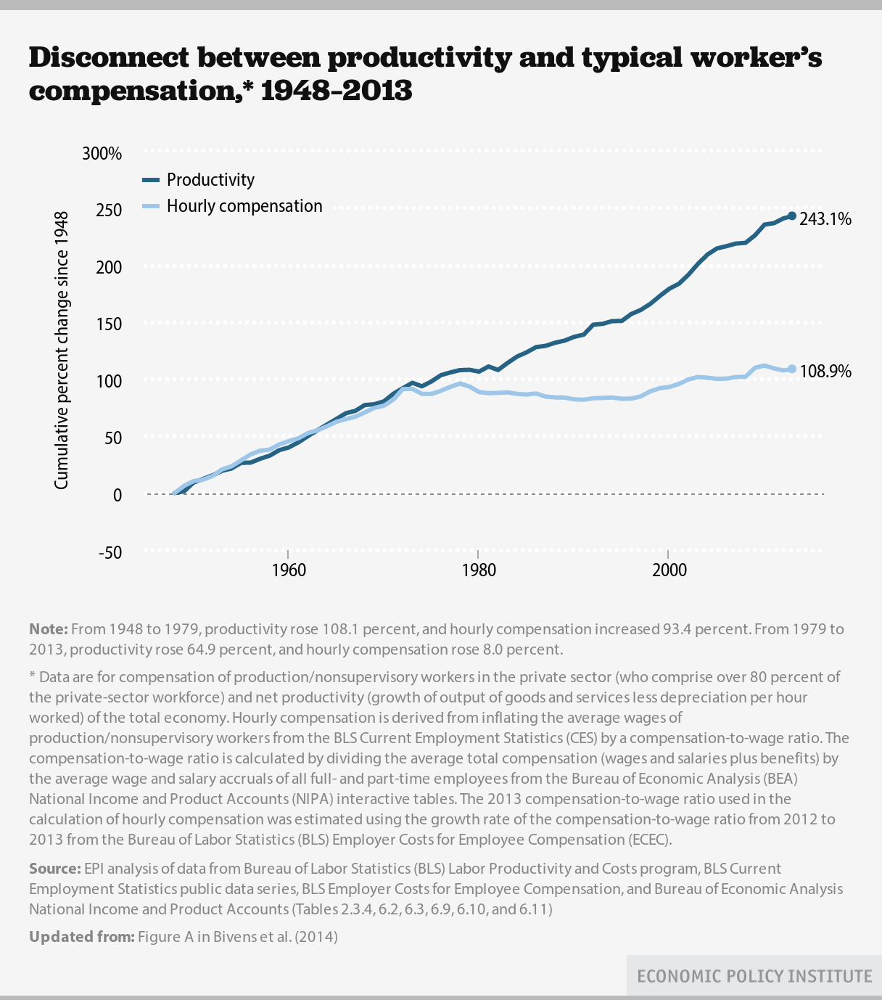 Disconnect between productivity and typical worker's
compensation,* 1948–2013
300%
Productivity
Hourly compensation
250
243.1%
200
150
100
108.9%
50
0
-50
Cumulative percent change since 1948
1960
1980
2000
Note: From 1948 to 1979, productivity rose 108.1 percent, and hourly compensation increased 93.4 percent. From 1979 to
2013, productivity rose 64.9 percent, and hourly compensation rose 8.0 percent.
* Data are for compensation of production/nonsupervisory workers in the private sector (who comprise over 80 percent of
the private-sector workforce) and net productivity (growth of output of goods and services less depreciation per hour
worked) of the total economy. Hourly compensation is derived from inflating the average wages of
production/nonsupervisory workers from the BLS Current Employment Statistics (CES) by a compensation-to-wage ratio. The
compensation-to-wage ratio is calculated by dividing the average total compensation (wages and salaries plus benefits) by
the average wage and salary accruals of all full- and part-time employees from the Bureau of Economic Analysis (BEA)
National Income and Product Accounts (NIPA) interactive tables. The 2013 compensation-to-wage ratio used in the
calculation of hourly compensation was estimated using the growth rate of the compensation-to-wage ratio from 2012 to
2013 from the Bureau of Labor Statistics (BLS) Employer Costs for Employee Compensation (ECEC).
Source: EPI analysis of data from Bureau of Labor Statistics (BLS) Labor Productivity and Costs program, BLS Current
Employment Statistics public data series, BLS Employer Costs for Employee Compensation, and Bureau of Economic Analysis
National Income and Product Accounts (Tables 2.3.4, 6.2, 6.3, 6.9, 6.10, and 6.11)
Updated from: Figure A in Bivens et al. (2014)
ECONOMIC POLICY INSTITUTE